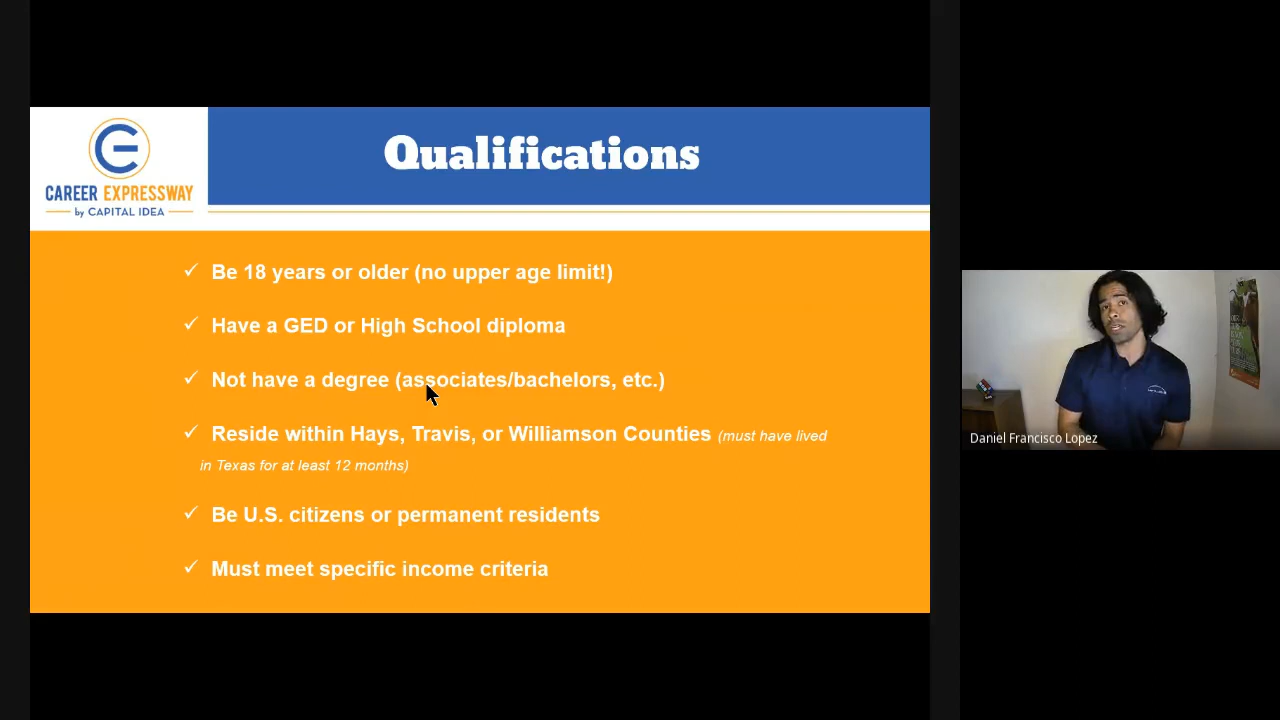 CAREER EXPRESSWAY
by CAPITAL IDEA
Qualifications
✓ Be 18 years or older (no upper age limit!)
✓ Have a GED or High School diploma
✓ Not have a degree (associates/bachelors, etc.)
✓ Reside within Hays, Travis, or Williamson Counties (must have lived
in Texas for at least 12 months)
✓ Be U.S. citizens or permanent residents
✓ Must meet specific income criteria
Daniel Francisco Lopez